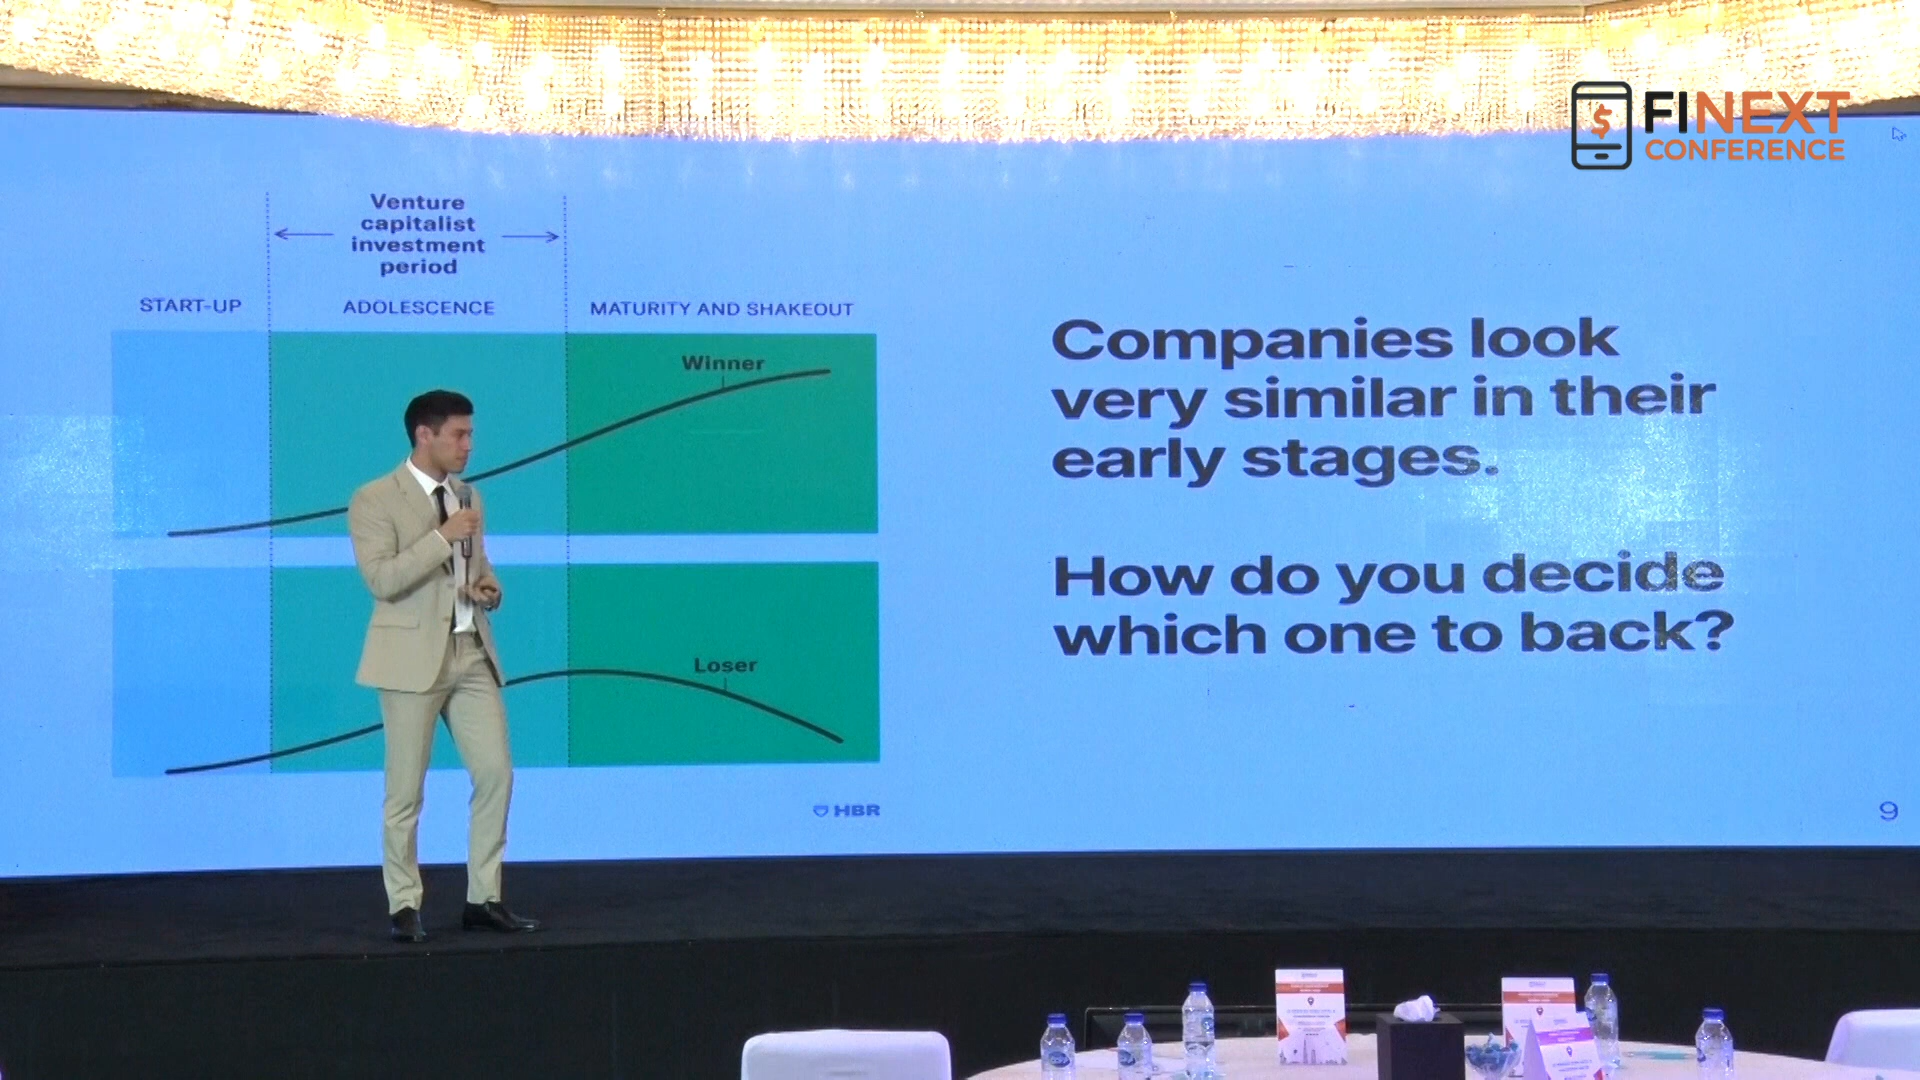 FINEXT
CONFERENCE
Venture
capitalist
investment
period
START-UP
ADOLESCENCE
MATURITY AND SHAKEOUT
Winner
Loser
HBR
Companies look
very similar in their
early stages.
How do you decide
which one to back?
9